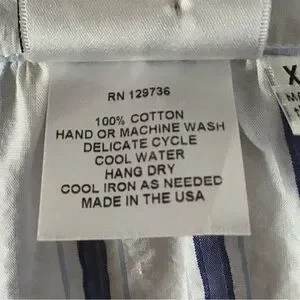 RN 129736
100% COTTON
HAND OR MACHINE WASH
DELICATE CYCLE
COOL WATER
HANG DRY
COOL IRON AS NEEDED
MADE IN THE USA
X